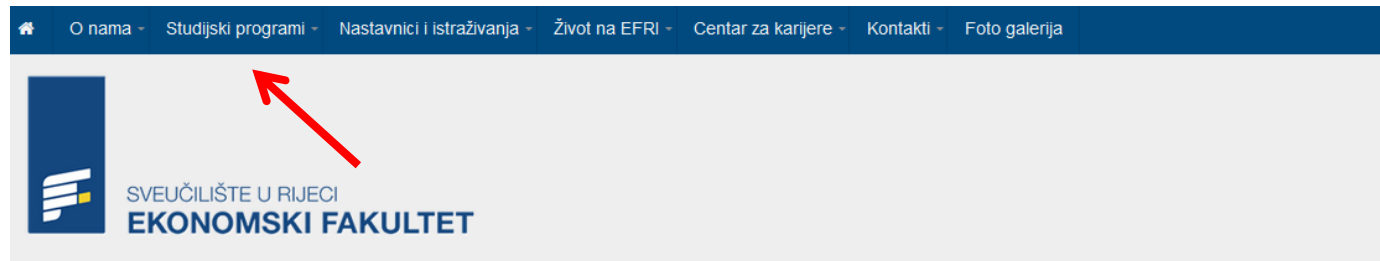 O nama Studijski programi Nastavnici i istraživanja Život na EFRI Centar za karijere Kontakti Foto galerija
SVEUČILIŠTE U RIJECI
EKONOMSKI FAKULTET